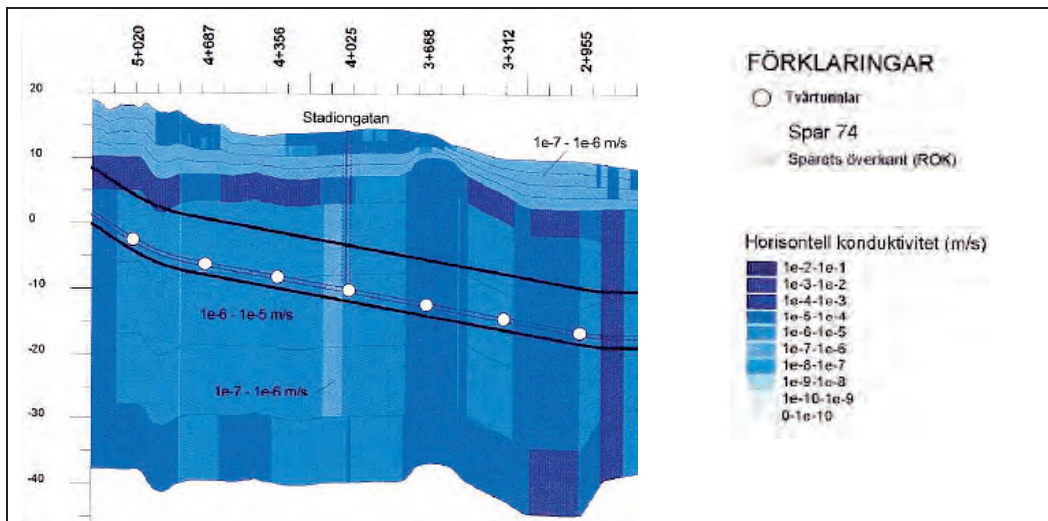 5+020
4+687
4+356
4+025
3+668
3+312
2+955
20
10
0
-10
-20
-30
-40
Stadiongatan
1e-7 - 1e-6 m/s
1e-6 - 1e-5 m/s
1e-7 - 1e-6 m/s
FÖRKLARINGAR
Tvärtunnlar
Spar 74
Spårets överkant (ROK)
Horisontell konduktivitet (m/s)
1e-2-1e-1
1e-3-1e-2
1e-4-1e-3
1e-5-1e-4
1e-6-1e-5
1e-7-1e-6
1e-8-1e-7
1e-9-1e-8
1e-10-1e-9
0-1e-10